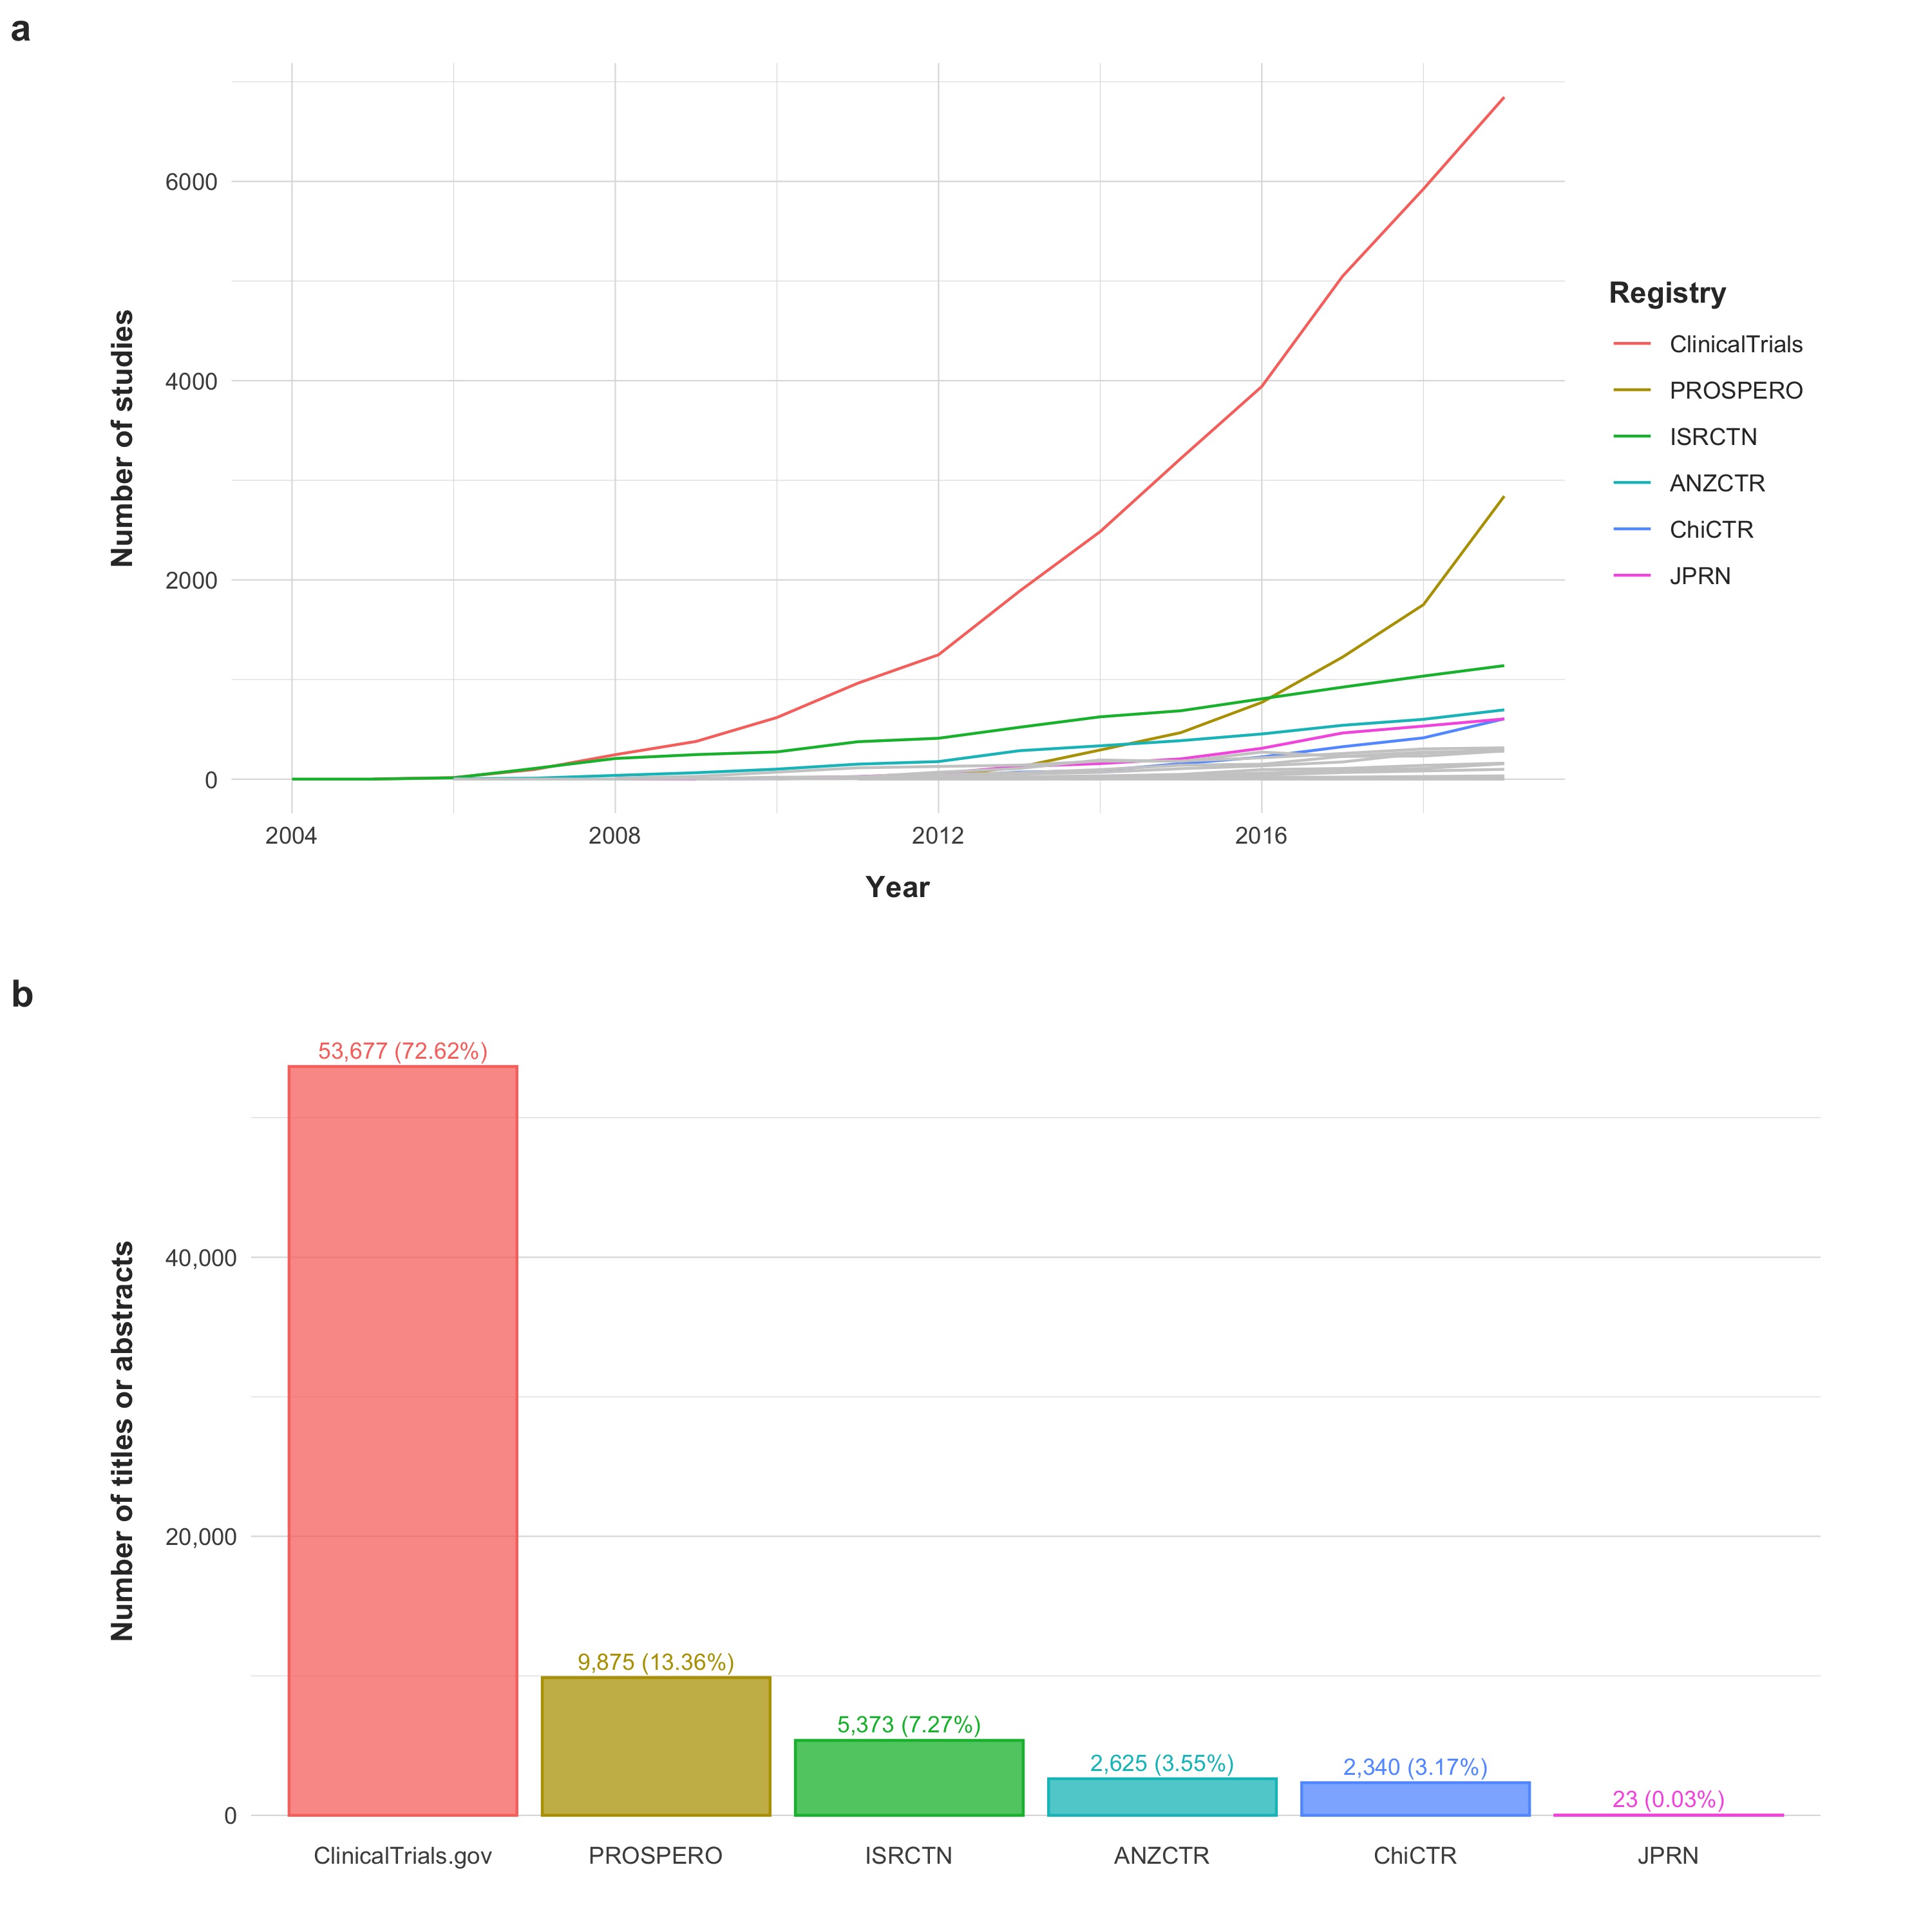 a
Number of studies
6000
4000
2000
0
2004 2008 2012 2016
Year
Registry
ClinicalTrials
PROSPERO
ISRCTN
ANZCTR
ChiCTR
JPRN
b
Number of titles or abstracts
40,000
20,000
0
53,677 (72.62%)
9,875 (13.36%)
5,373 (7.27%)
2,625 (3.55%)
2,340 (3.17%)
23 (0.03%)
ClinicalTrials.gov PROSPERO ISRCTN ANZCTR ChiCTR JPRN